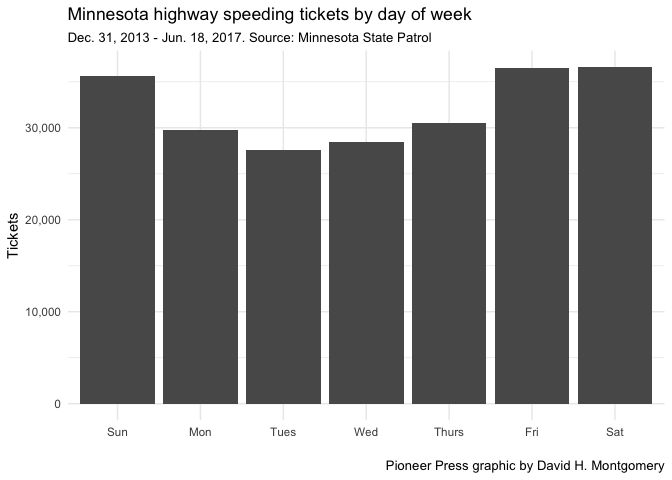 Minnesota highway speeding tickets by day of week
Dec. 31, 2013 - Jun. 18, 2017. Source: Minnesota State Patrol
Tickets
30,000
20,000
10,000
0
Sun Mon Tues Wed Thurs Fri Sat
Pioneer Press graphic by David H. Montgomery